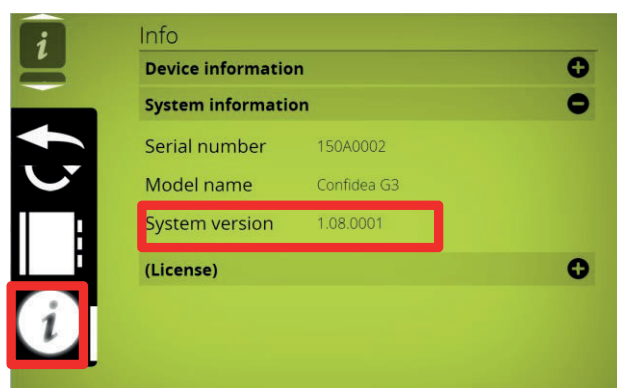 i
Info
Device information
System information
Serial number 150A0002
Model name Confidea G3
System version 1.08.0001
(License)
i